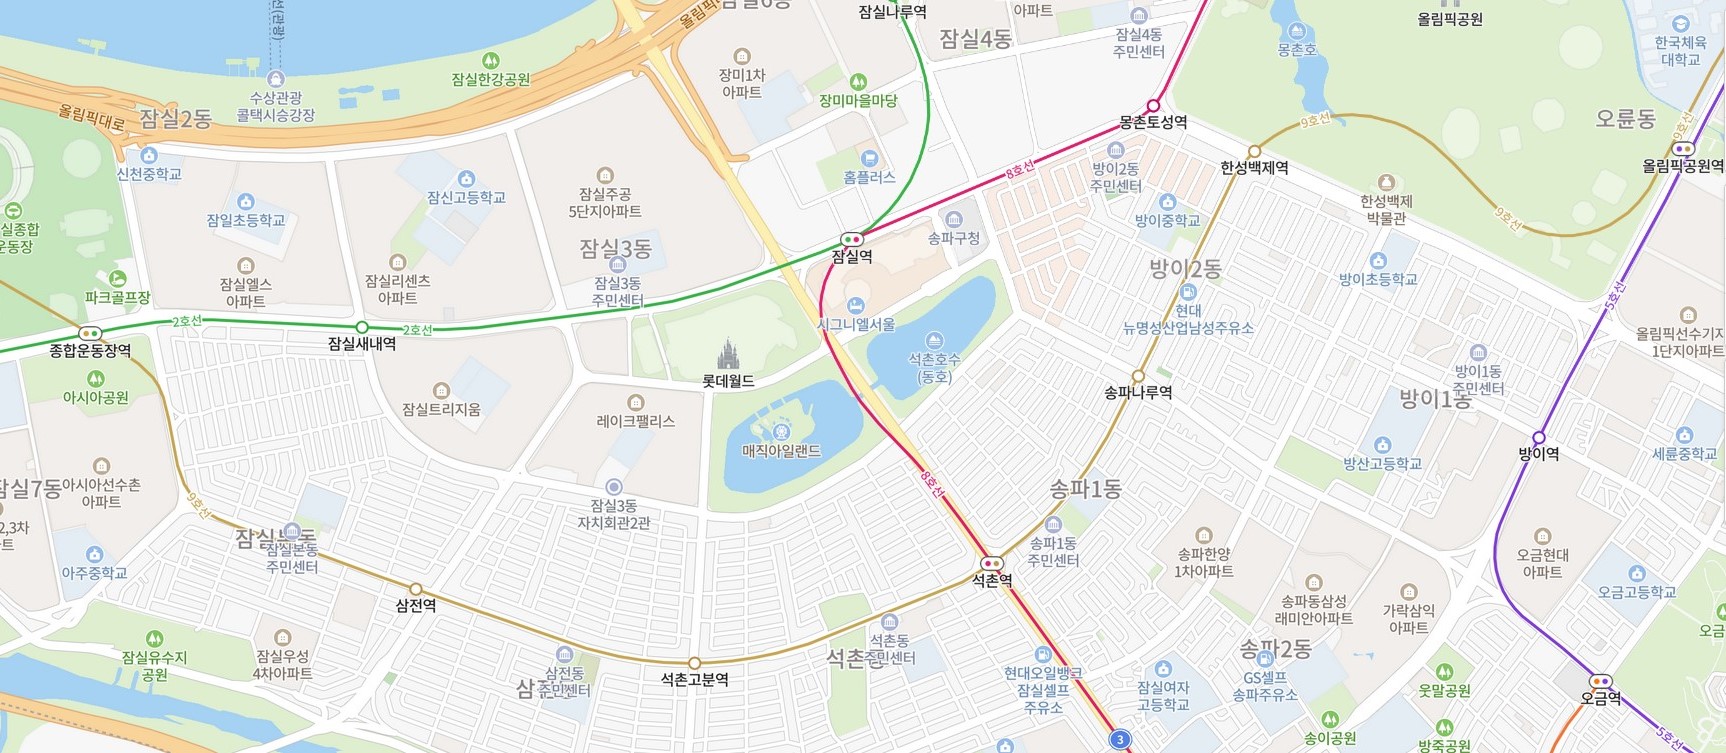 잠실나루역
올림픽공원
아파트
잠실4동
잠실4동
주민센터
몽촌호
한국체육
대학교
잠실한강공원
장미1차
아파트
장미마을마당
수상관광
콜택시승강장
올림픽대로
잠실2동
몽촌토성역
9호선
오륜동
9호선
신천중학교
잠실주공
5단지아파트
홈플러스
8호선
방이2동
주민센터
한성백제역
올림픽공원역
잠신고등학교
잠일초등학교
방이중학교
한성백제
박물관
9호선
실종합
운동장
잠실3동
송파구청
잠실역
잠실3동
주민센터
잠실엘스
아파트
잠실리센츠
아파트
파크골프장
방이2동
방이초등학교
5호선
2호선
2호선
시그니엘서울
현대
뉴명성산업남성주유소
종합운동장역
잠실새내역
석촌호수
(동호)
올림픽선수기자
1단지아파트
롯데월드
방이1동
주민센터
아시아공원
잠실트리지움
레이크팰리스
송파나루역
방이1동
매직아일랜드
방산고등학교
방이역
세륜중학교
잠실7동
아시아선수촌
아파트
8호선
송파1동
9호선
잠실3동
자치회관2관
2,3차
트
잠실본동
주민센터
아주중학교
송파1동
주민센터
송파한양
1차아파트
오금현대
아파트
석촌역
오금고등학교
삼전역
송파동삼성
래미안아파트
가락삼익
아파트
잠실유수지
공원
잠실우성
4차아파트
석촌동
주민센터
송파2동
삼전동
주민센터
석촌고분역
현대오일뱅크
잠실셀프
주유소
잠실여자
고등학교
GS셀프
송파주유소
웃말공원
오금역
송이공원
방죽공원
5호선
3